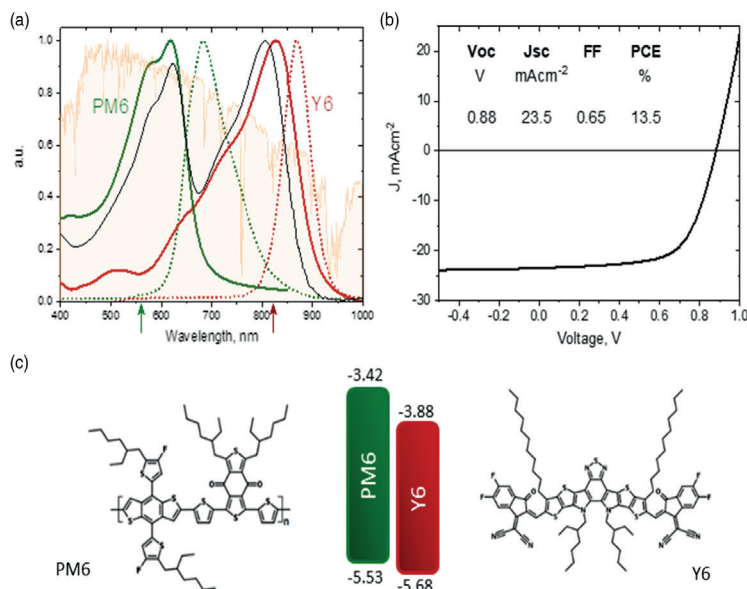 (a)
1.0
0.8
0.6
0.4
0.2
0.0
a.u.
PM6
Y6
400 500 600 700 800 900 1000
Wavelength, nm
(b)
Voc Jsc FF PCE
V mAcm-2 %
0.88 23.5 0.65 13.5
20
10
0
-10
-20
-30
J, mAcm-2
-0.4 -0.2 0.0 0.2 0.4 0.6 0.8 1.0
Voltage, V
(c)
F
S
S
S
S
F
S
O
O
S
S
S
n
PM6
-3.42
PM6
-5.53
-3.88
Y6
-5.68
S
N N
S S
S S
N N
O O
F F
F F
CN CN
NC NC
Y6